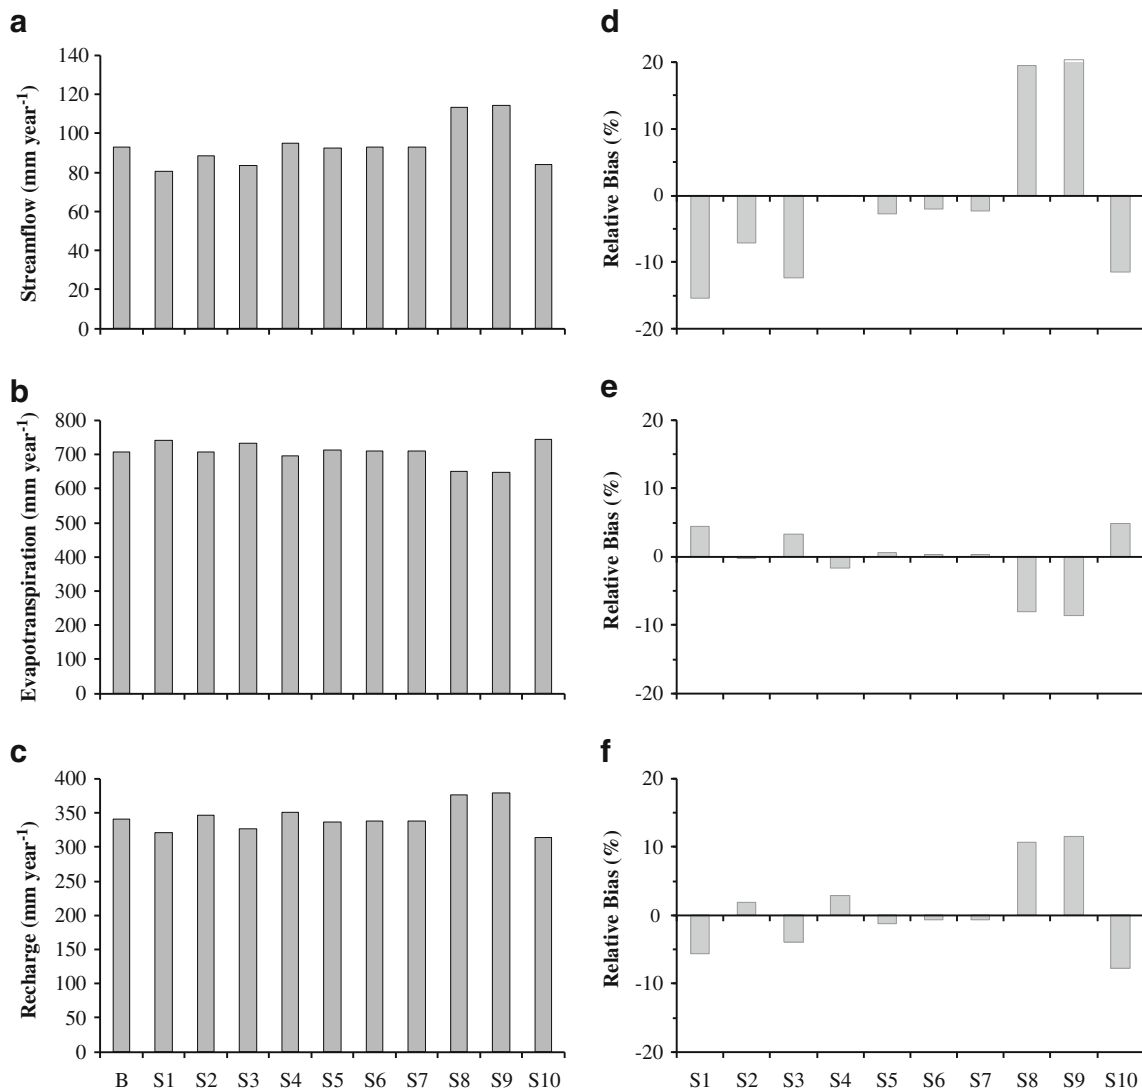 a
Streamflow (mm year-1)
140
120
100
80
60
40
20
0
d
Relative Bias (%)
20
10
0
-10
-20
b
Evapotranspiration (mm year-1)
800
700
600
500
400
300
200
100
0
e
Relative Bias (%)
20
10
0
-10
-20
c
Recharge (mm year-1)
400
350
300
250
200
150
100
50
0
B S1 S2 S3 S4 S5 S6 S7 S8 S9 S10
f
Relative Bias (%)
20
10
0
-10
-20
S1 S2 S3 S4 S5 S6 S7 S8 S9 S10